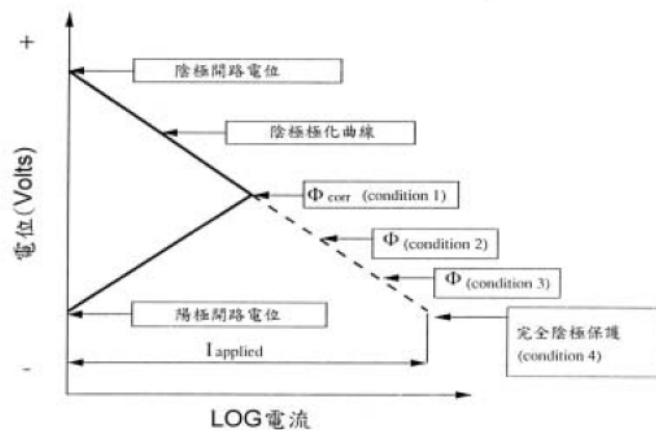 +
陰極開路電位
陰極極化曲線
Φ corr (condition 1)
Φ (condition 2)
Φ (condition 3)
陽極開路電位
完全陰極保護
(condition 4)
I applied
-
電位(Volts)
LOG電流